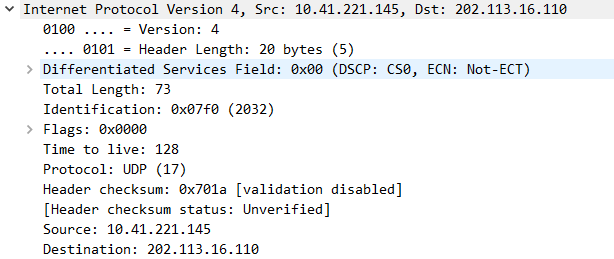 Internet Protocol Version 4, Src: 10.41.221.145, Dst: 202.113.16.110
0100 .... = Version: 4
.... 0101 = Header Length: 20 bytes (5)
Differentiated Services Field: 0x00 (DSCP: CS0, ECN: Not-ECT)
Total Length: 73
Identification: 0x07f0 (2032)
Flags: 0x0000
Time to live: 128
Protocol: UDP (17)
Header checksum: 0x701a [validation disabled]
[Header checksum status: Unverified]
Source: 10.41.221.145
Destination: 202.113.16.110